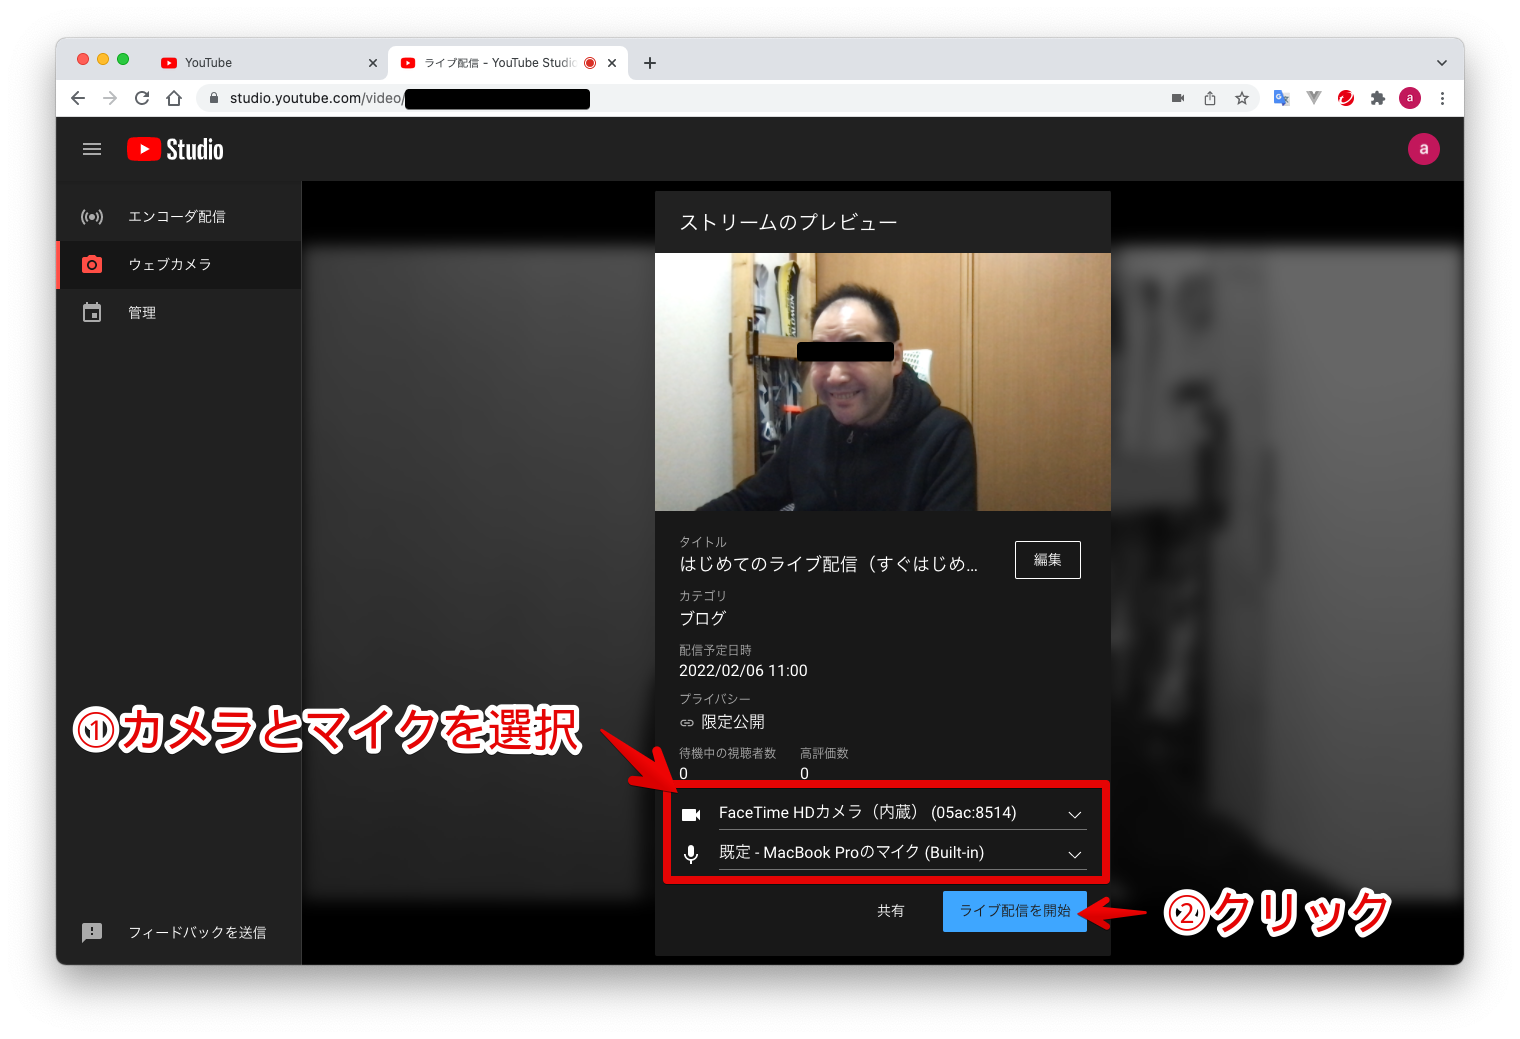 YouTube
ライブ配信 - YouTube Studio
studio.youtube.com/video/
a
Studio
a
エンコーダ配信
ウェブカメラ
管理
フィードバックを送信
ストリームのプレビュー
SALOMON
タイトル
はじめてのライブ配信（すぐはじめ...
編集
カテゴリ
ブログ
配信予定日時
2022/02/06 11:00
プライバシー
限定公開
待機中の視聴者数 高評価数
0 0
①カメラとマイクを選択
FaceTime HDカメラ（内蔵） (05ac:8514)
既定 - MacBook Proのマイク (Built-in)
共有
ライブ配信を開始
②クリック